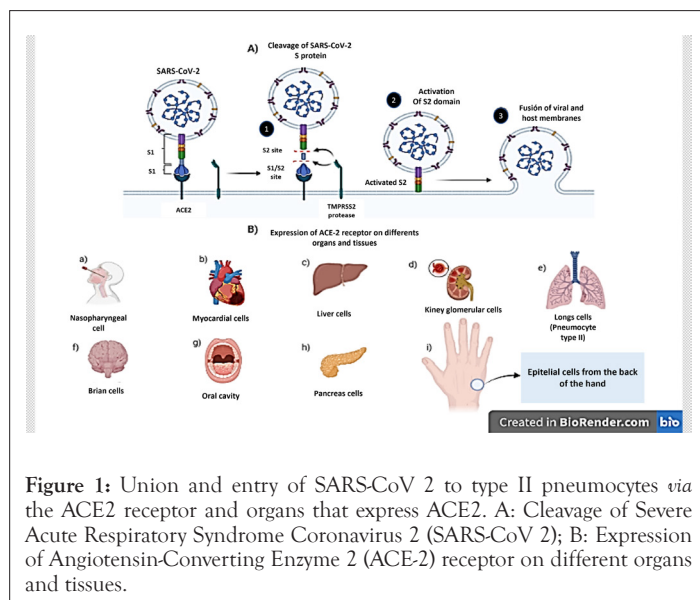 A)
Cleavage of SARS-CoV-2
S protein
SARS-CoV-2
1
2
Activation
Of S2 domain
3
Fusión of viral and
host membranes
S1
S1
S2 site
S1/S2
site
ACE2
TMPRSS2
protease
Activated S2
B)
Expression of ACE-2 receptor on differents
organs and tissues
a)
Nasopharyngeal
cell
b)
Myocardial cells
c)
Liver cells
d)
Kiney glomerular cells
e)
Longs cells
(Pneumocyte
type II)
f)
Brian cells
g)
Oral cavity
h)
Pancreas cells
i)
Epitelial cells from the back
of the hand
Created in BioRender.com bio
Figure 1: Union and entry of SARS-CoV 2 to type II pneumocytes via
the ACE2 receptor and organs that express ACE2. A: Cleavage of Severe
Acute Respiratory Syndrome Coronavirus 2 (SARS-CoV 2); B: Expression
of Angiotensin-Converting Enzyme 2 (ACE-2) receptor on different organs
and tissues.